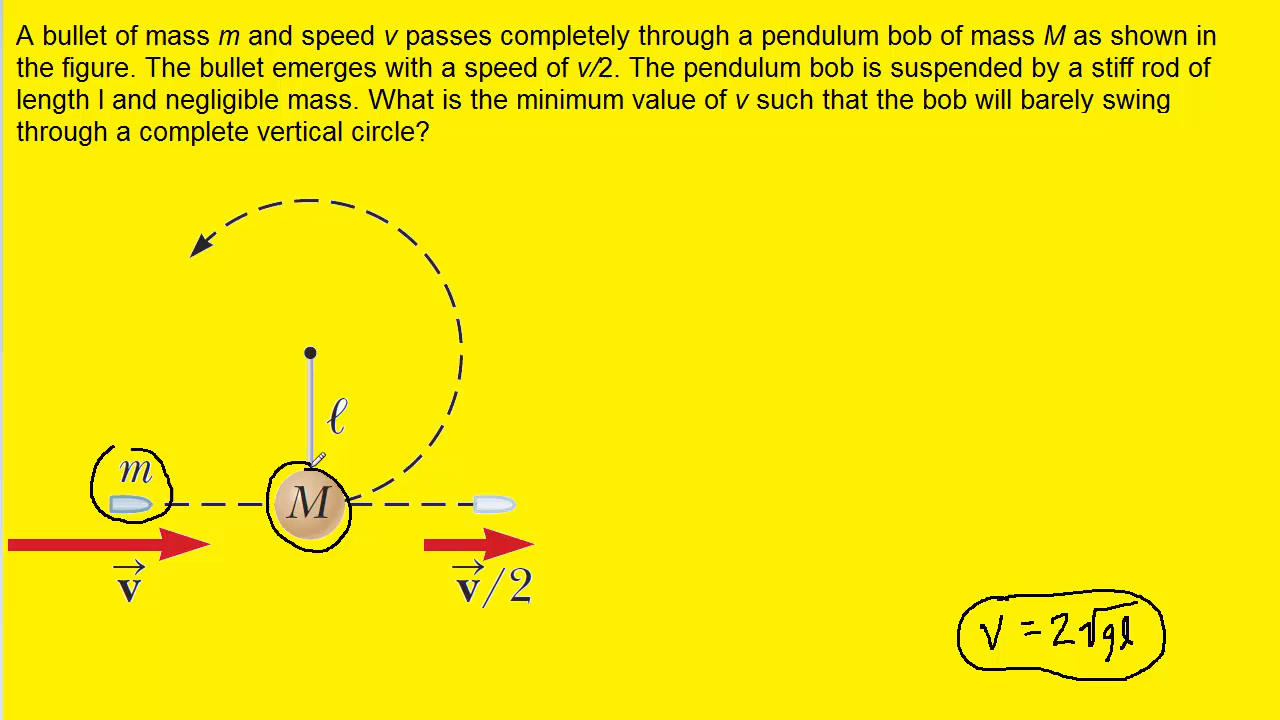 A bullet of mass m and speed v passes completely through a pendulum bob of mass M as shown in
the figure. The bullet emerges with a speed of v/2. The pendulum bob is suspended by a stiff rod of
length l and negligible mass. What is the minimum value of v such that the bob will barely swing
through a complete vertical circle?
ℓ
m
M
v⃗
v⃗/2
v = 2√gl